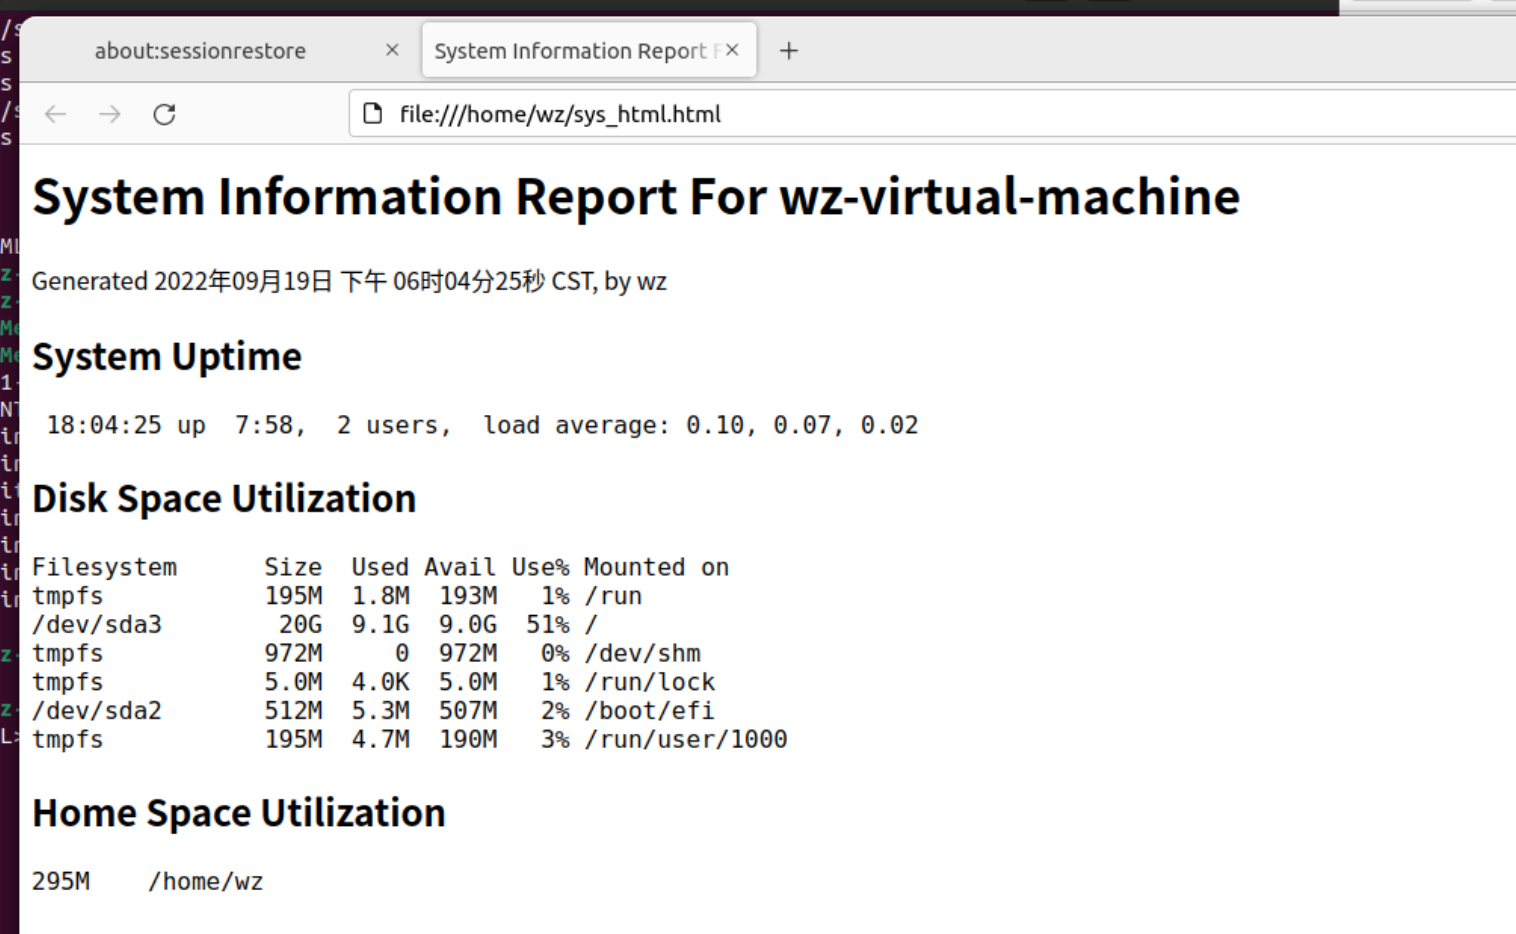 about:sessionrestore
System Information Report F
file:///home/wz/sys_html.html
System Information Report For wz-virtual-machine
Generated 2022年09月19日 下午 06时04分25秒 CST, by wz
System Uptime
18:04:25 up  7:58,  2 users,  load average: 0.10, 0.07, 0.02
Disk Space Utilization
Filesystem      Size  Used Avail Use% Mounted on
tmpfs           195M  1.8M  193M   1% /run
/dev/sda3        20G  9.1G  9.0G  51% /
tmpfs           972M     0  972M   0% /dev/shm
tmpfs           5.0M  4.0K  5.0M   1% /run/lock
/dev/sda2       512M  5.3M  507M   2% /boot/efi
tmpfs           195M  4.7M  190M   3% /run/user/1000
Home Space Utilization
295M    /home/wz